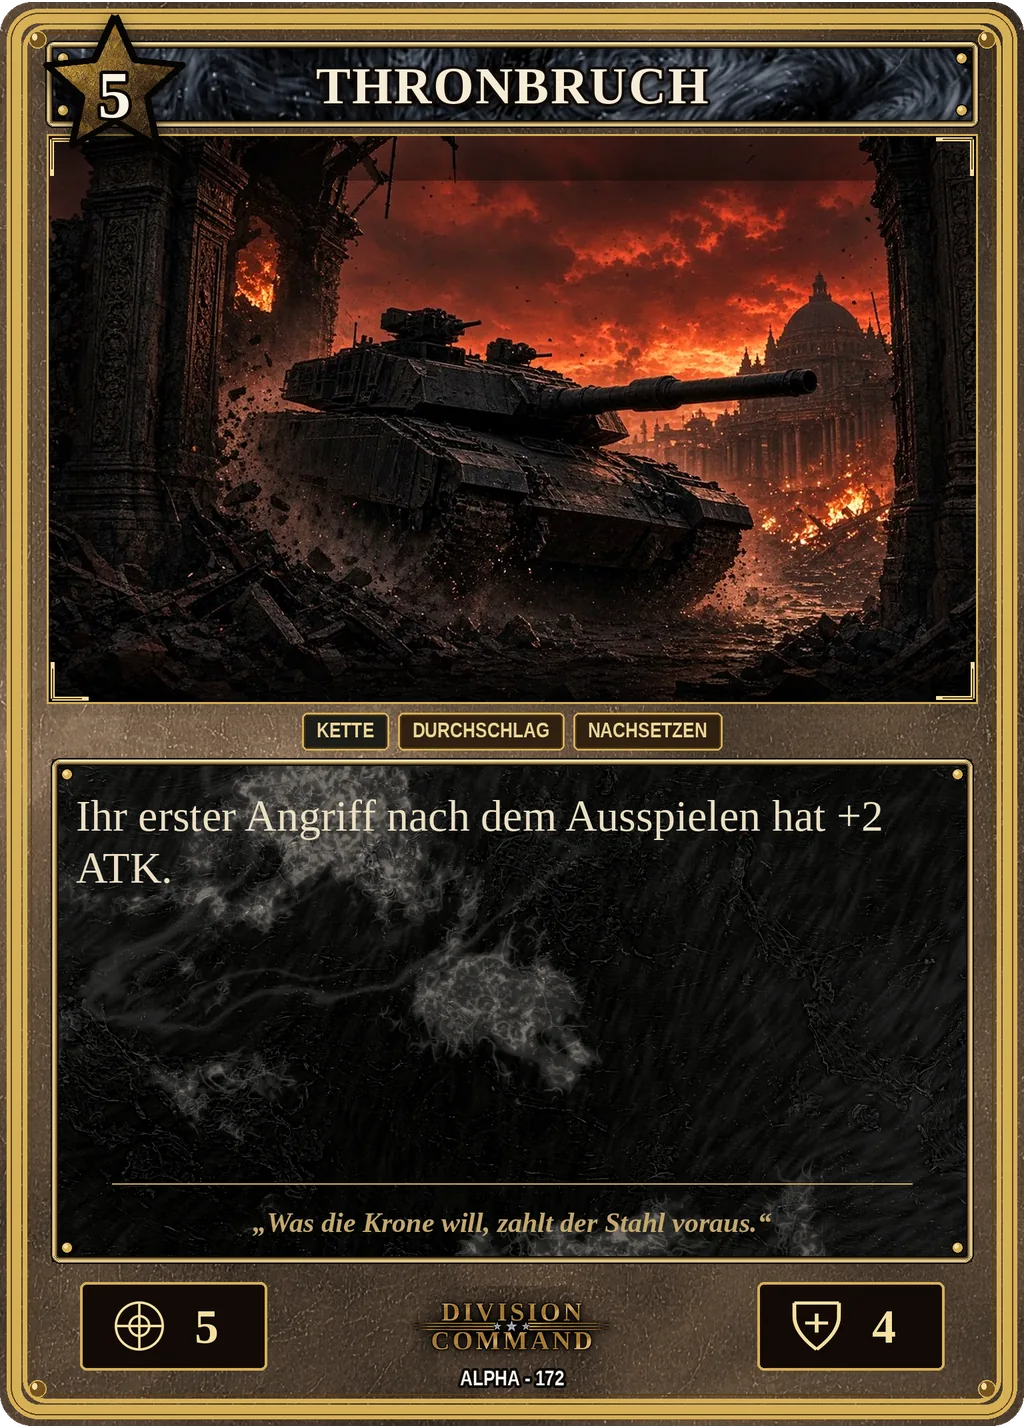 5
THRONBRUCH
KETTE DURCHSCHLAG NACHSETZEN
Ihr erster Angriff nach dem Ausspielen hat +2
ATK.
„Was die Krone will, zahlt der Stahl voraus.“
5
DIVISION
COMMAND
4
ALPHA - 172